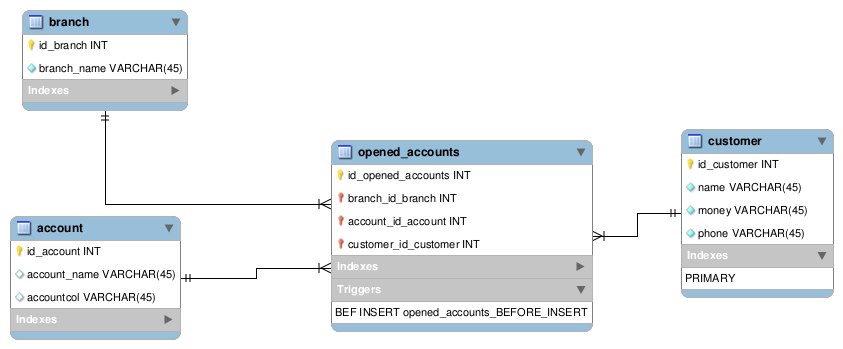 branch
id_branch INT
branch_name VARCHAR(45)
Indexes
opened_accounts
id_opened_accounts INT
branch_id_branch INT
account_id_account INT
customer_id_customer INT
Indexes
Triggers
BEF INSERT opened_accounts_BEFORE_INSERT
customer
id_customer INT
name VARCHAR(45)
money VARCHAR(45)
phone VARCHAR(45)
Indexes
PRIMARY
account
id_account INT
account_name VARCHAR(45)
accountcol VARCHAR(45)
Indexes